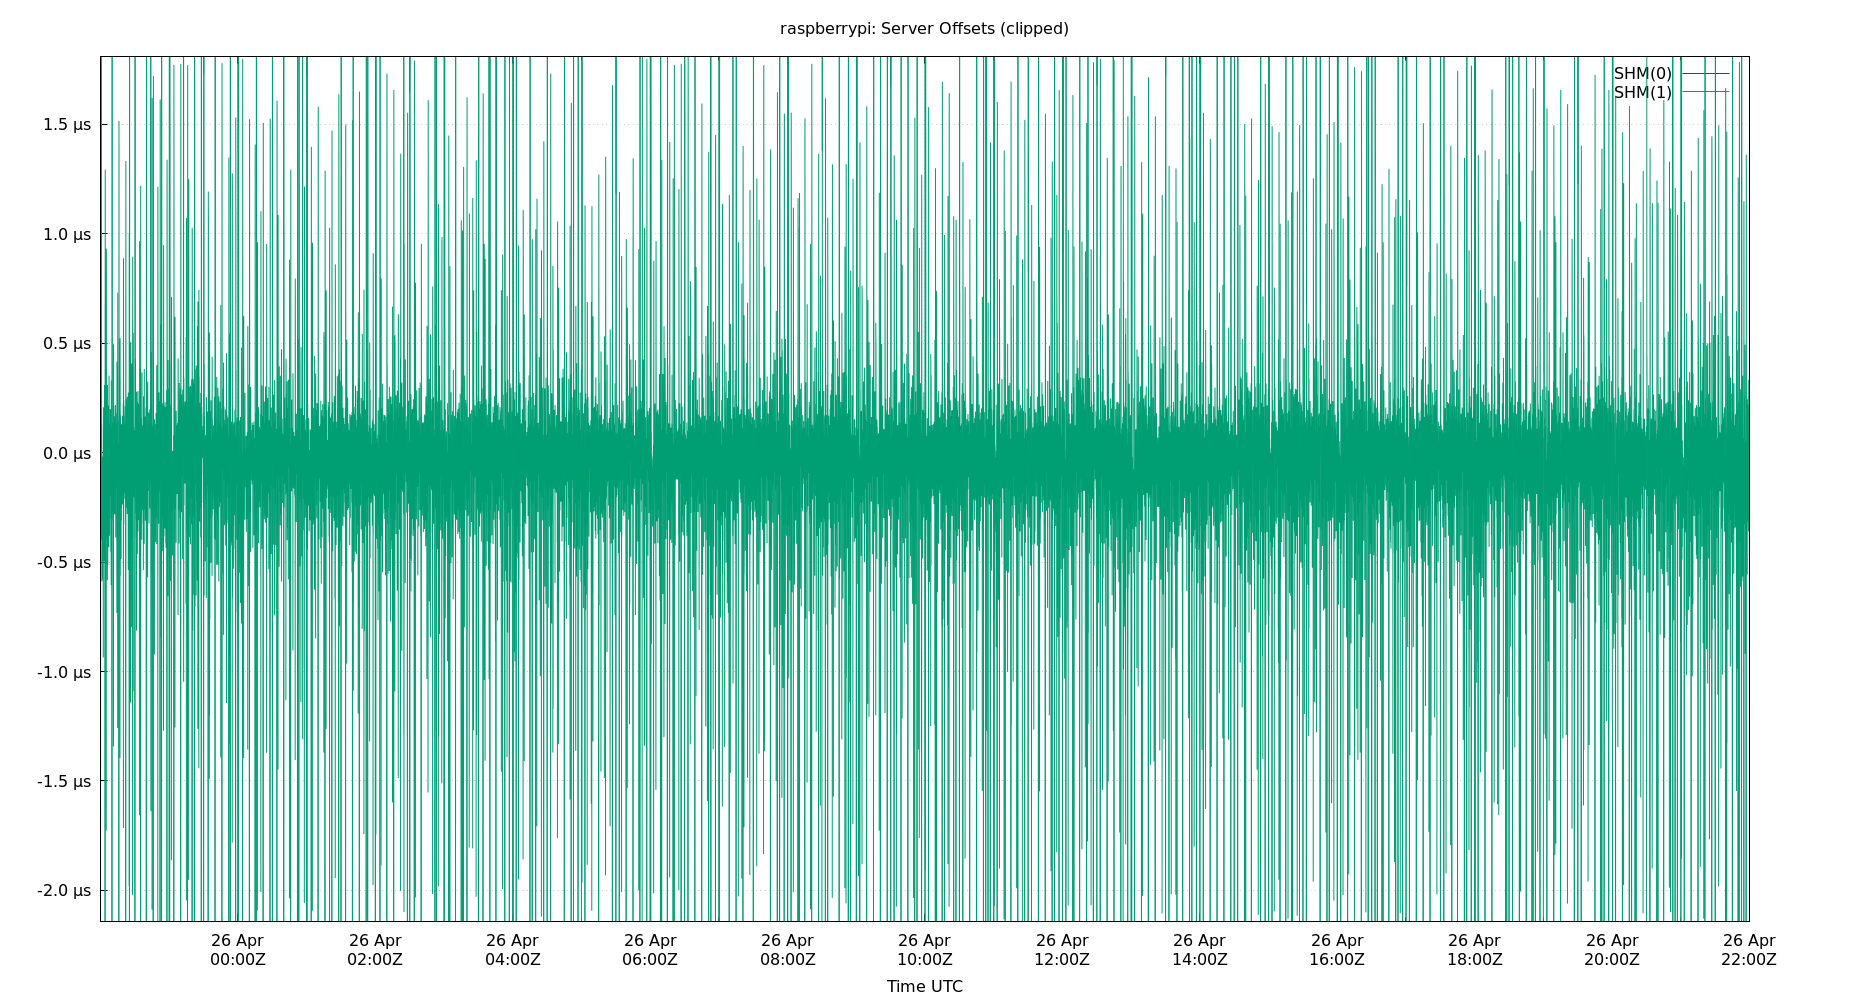 raspberrypi: Server Offsets (clipped)
SHM(0)
SHM(1)
1.5 µs
1.0 µs
0.5 µs
0.0 µs
-0.5 µs
-1.0 µs
-1.5 µs
-2.0 µs
26 Apr 26 Apr 26 Apr 26 Apr 26 Apr 26 Apr 26 Apr 26 Apr 26 Apr 26 Apr 26 Apr 26 Apr
00:00Z 02:00Z 04:00Z 06:00Z 08:00Z 10:00Z 12:00Z 14:00Z 16:00Z 18:00Z 20:00Z 22:00Z
Time UTC